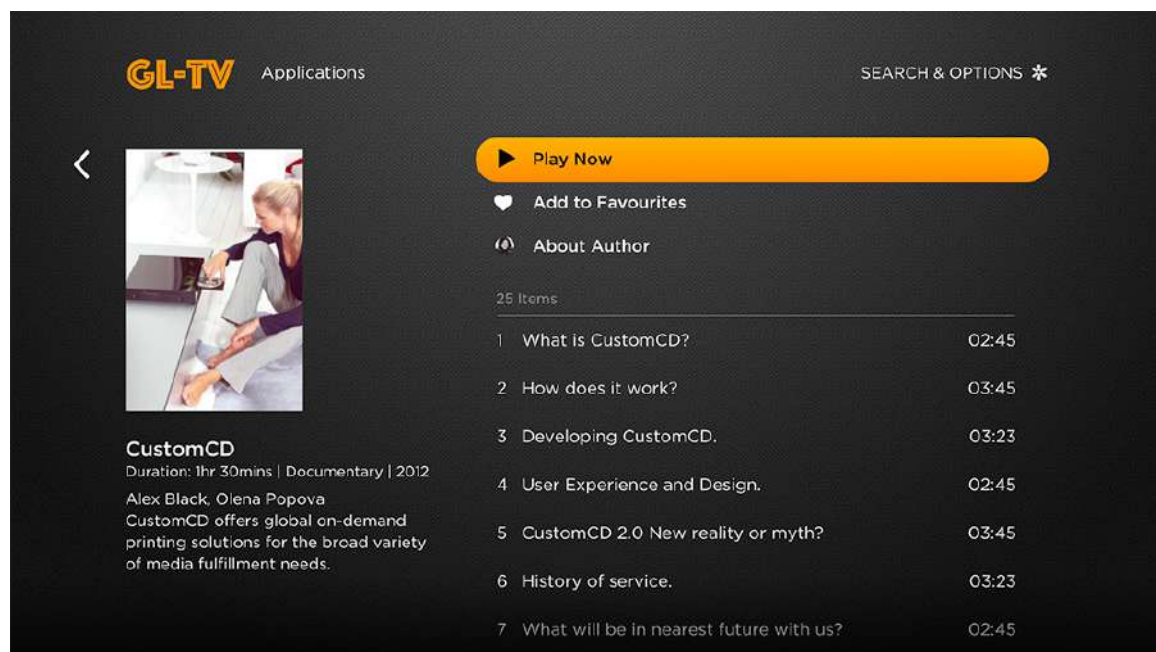 GL-TV Applications SEARCH & OPTIONS *
Play Now
Add to Favourites
About Author
25 Items
1 What is CustomCD? 02:45
2 How does it work? 03:45
3 Developing CustomCD. 03:23
4 User Experience and Design. 02:45
5 CustomCD 2.0 New reality or myth? 03:45
6 History of service. 03:23
7 What will be in nearest future with us? 02:45
CustomCD
Duration: 1hr 30mins | Documentary | 2012
Alex Black, Olena Popova
CustomCD offers global on-demand
printing solutions for the broad variety
of media fulfillment needs.